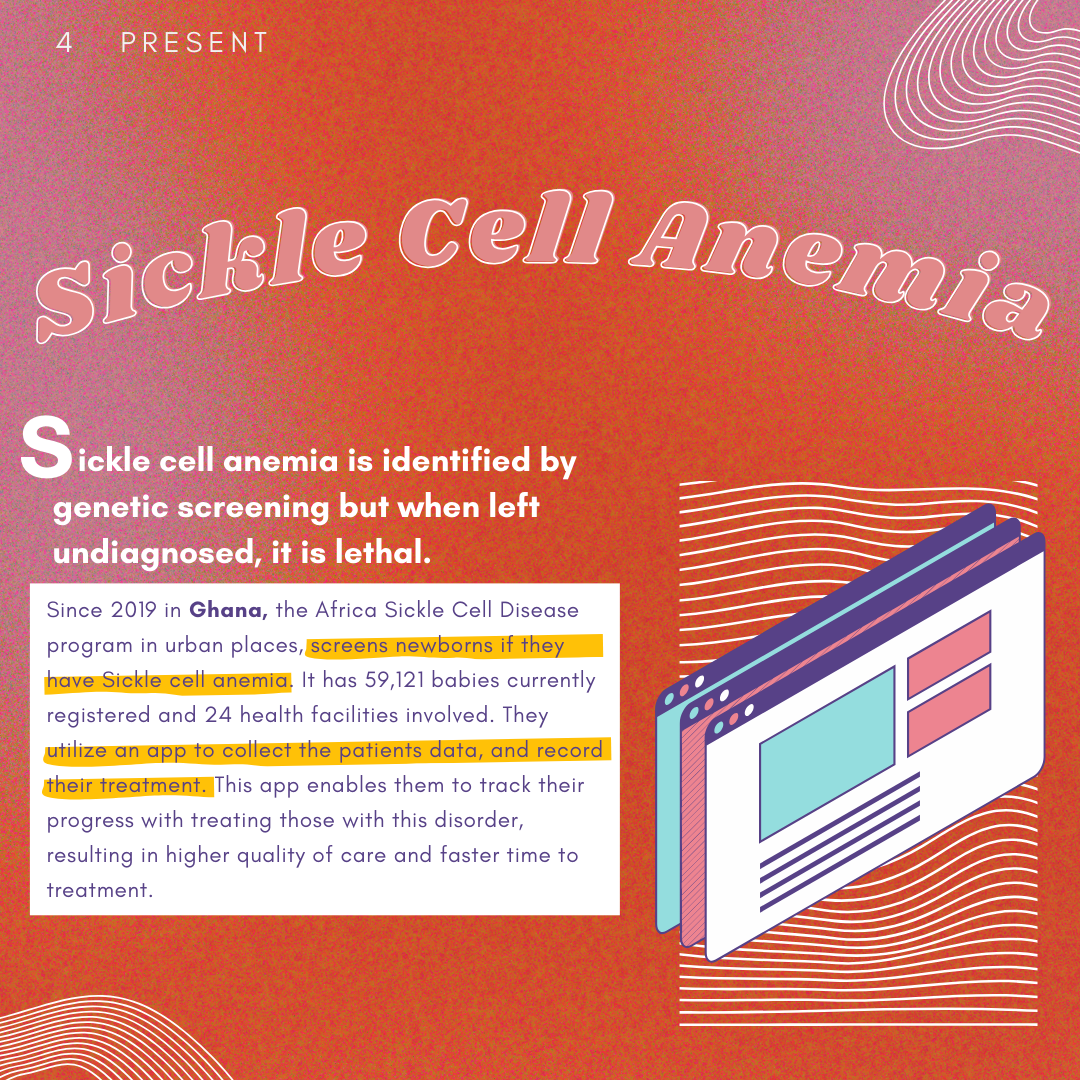 4 PRESENT
Sickle Cell Anemia
Sickle cell anemia is identified by
genetic screening but when left
undiagnosed, it is lethal.
Since 2019 in Ghana, the Africa Sickle Cell Disease
program in urban places, screens newborns if they
have Sickle cell anemia. It has 59,121 babies currently
registered and 24 health facilities involved. They
utilize an app to collect the patients data, and record
their treatment. This app enables them to track their
progress with treating those with this disorder,
resulting in higher quality of care and faster time to
treatment.